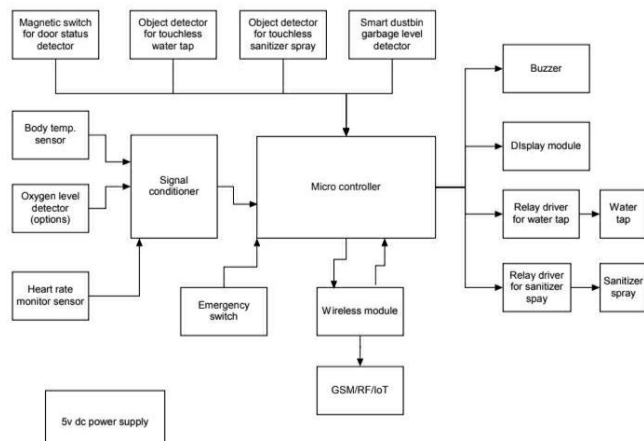 Magnetic switch
for door status
detector
Object detector
for touchless
water tap
Object detector
for touchless
sanitizer spray
Smart dustbin
garbage level
detector
Buzzer
Body temp.
sensor
Signal
conditioner
Micro controller
DIsplay module
Oxygen level
detector
(options)
Relay driver
for water tap
Water
tap
Heart rate
monitor sensor
Emergency
switch
Wireless module
Relay driver
for sanitizer
spay
Sanitizer
spray
GSM/RF/IoT
5v dc power supply